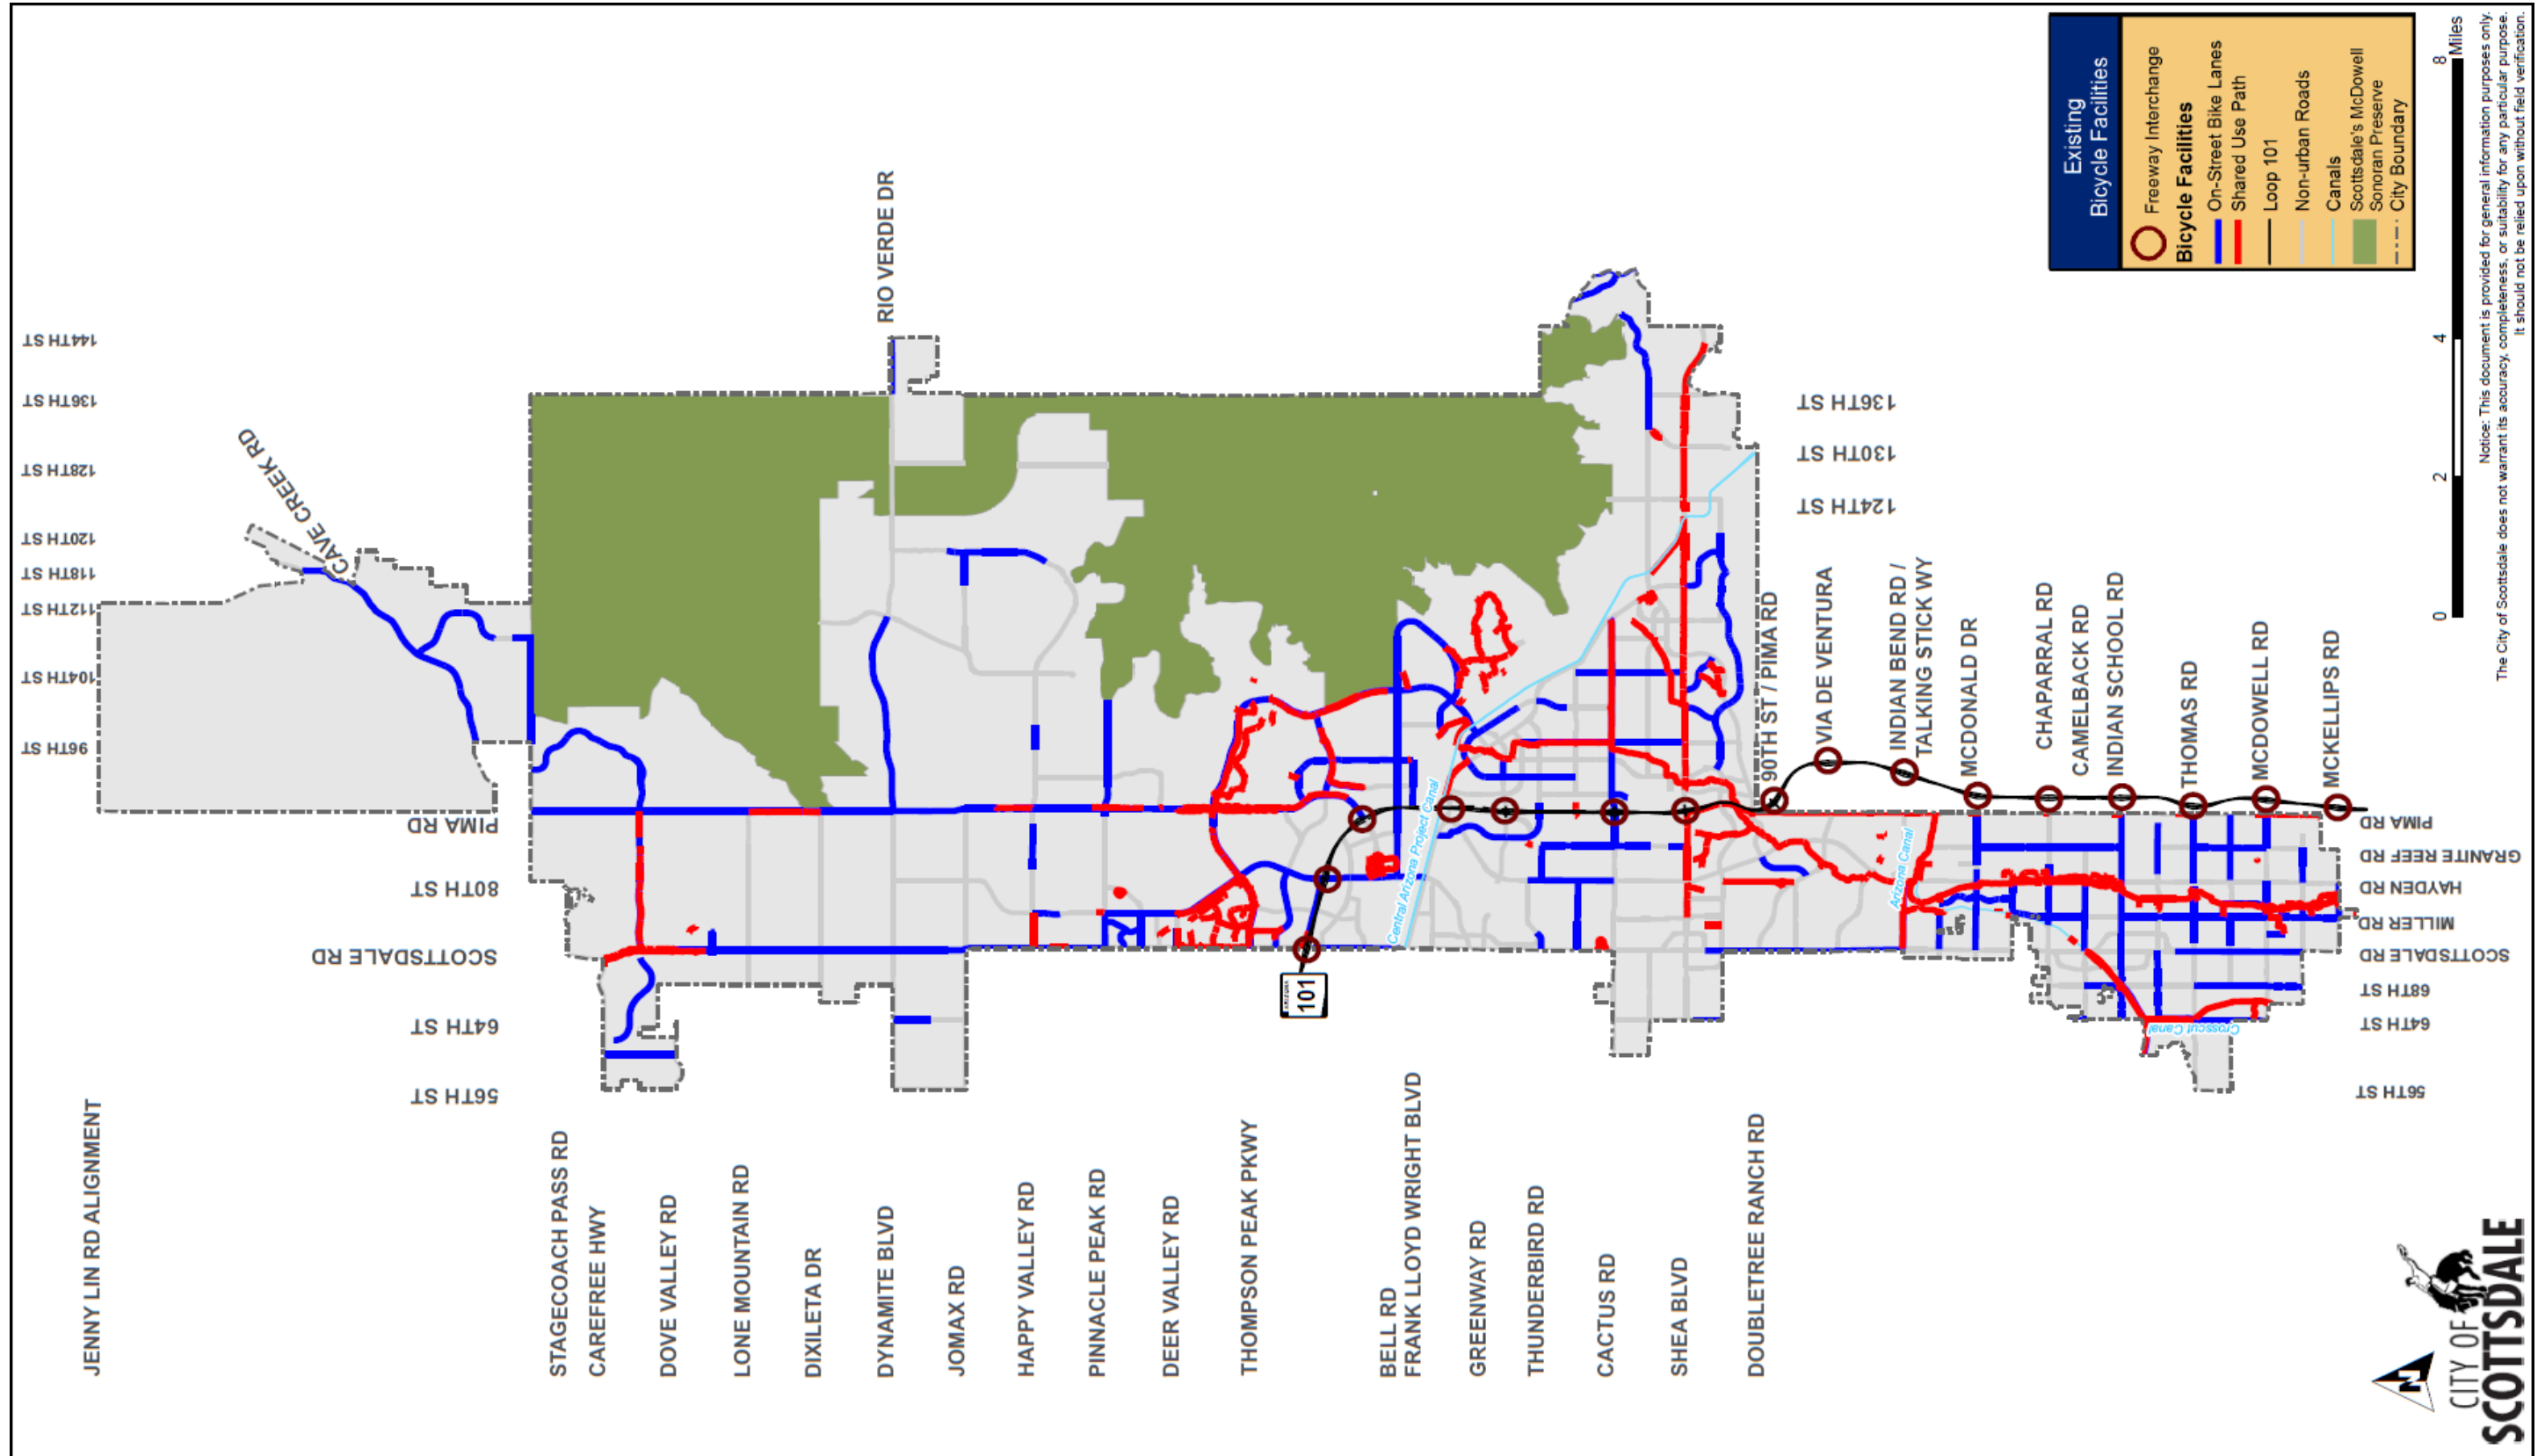 JENNY LIN RD ALIGNMENT
STAGECOACH PASS RD
CAREFREE HWY
DOVE VALLEY RD
LONE MOUNTAIN RD
DIXILETA DR
DYNAMITE BLVD
JOMAX RD
HAPPY VALLEY RD
PINNACLE PEAK RD
DEER VALLEY RD
THOMPSON PEAK PKWY
BELL RD
FRANK LLOYD WRIGHT BLVD
GREENWAY RD
THUNDERBIRD RD
CACTUS RD
SHEA BLVD
DOUBLETREE RANCH RD
56TH ST
64TH ST
SCOTTSDALE RD
80TH ST
PIMA RD
96TH ST
104TH ST
112TH ST
118TH ST
120TH ST
128TH ST
136TH ST
144TH ST
CAVE CREEK RD
RIO VERDE DR
ARIZONA
101
Central Arizona Project Canal
Arizona Canal
Crosscut Canal
136TH ST
130TH ST
124TH ST
90TH ST / PIMA RD
VIA DE VENTURA
INDIAN BEND RD /
TALKING STICK WY
MCDONALD DR
CHAPARRAL RD
CAMELBACK RD
INDIAN SCHOOL RD
THOMAS RD
MCDOWELL RD
MCKELLIPS RD
PIMA RD
GRANITE REEF RD
HAYDEN RD
MILLER RD
SCOTTSDALE RD
68TH ST
64TH ST
56TH ST
Existing
Bicycle Facilities
Freeway Interchange
Bicycle Facilities
On-Street Bike Lanes
Shared Use Path
Loop 101
Non-urban Roads
Canals
Scottsdale's McDowell
Sonoran Preserve
City Boundary
0 2 4 8
Miles
Notice: This document is provided for general information purposes only.
The City of Scottsdale does not warrant its accuracy, completeness, or suitability for any particular purpose.
It should not be relied upon without field verification.
N
CITY OF
SCOTTSDALE